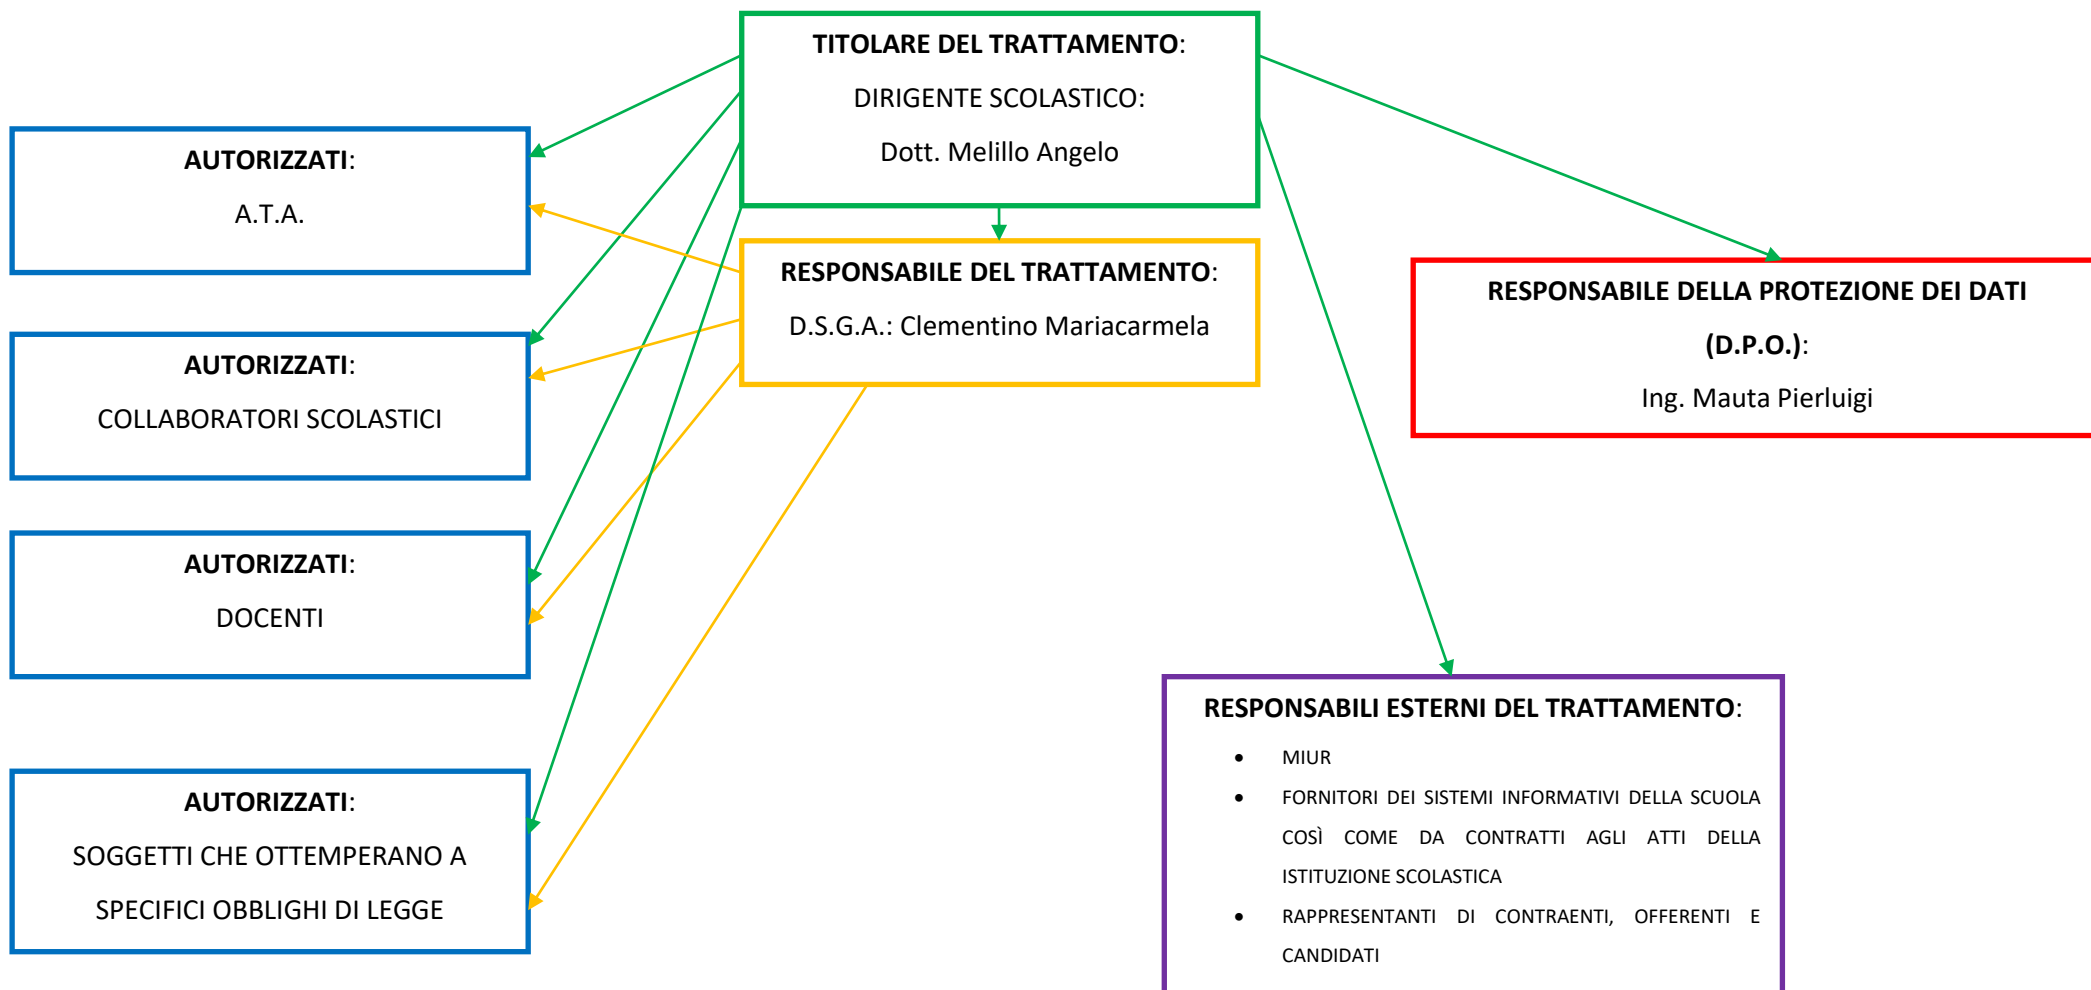 TITOLARE DEL TRATTAMENTO:
DIRIGENTE SCOLASTICO:
Dott. Melillo Angelo
AUTORIZZATI:
A.T.A.
RESPONSABILE DEL TRATTAMENTO:
D.S.G.A.: Clementino Mariacarmela
RESPONSABILE DELLA PROTEZIONE DEI DATI
(D.P.O.):
Ing. Mauta Pierluigi
AUTORIZZATI:
COLLABORATORI SCOLASTICI
AUTORIZZATI:
DOCENTI
AUTORIZZATI:
SOGGETTI CHE OTTEMPERANO A
SPECIFICI OBBLIGHI DI LEGGE
RESPONSABILI ESTERNI DEL TRATTAMENTO:
• MIUR
• FORNITORI DEI SISTEMI INFORMATIVI DELLA SCUOLA
COSÌ COME DA CONTRATTI AGLI ATTI DELLA
ISTITUZIONE SCOLASTICA
• RAPPRESENTANTI DI CONTRAENTI, OFFERENTI E
CANDIDATI